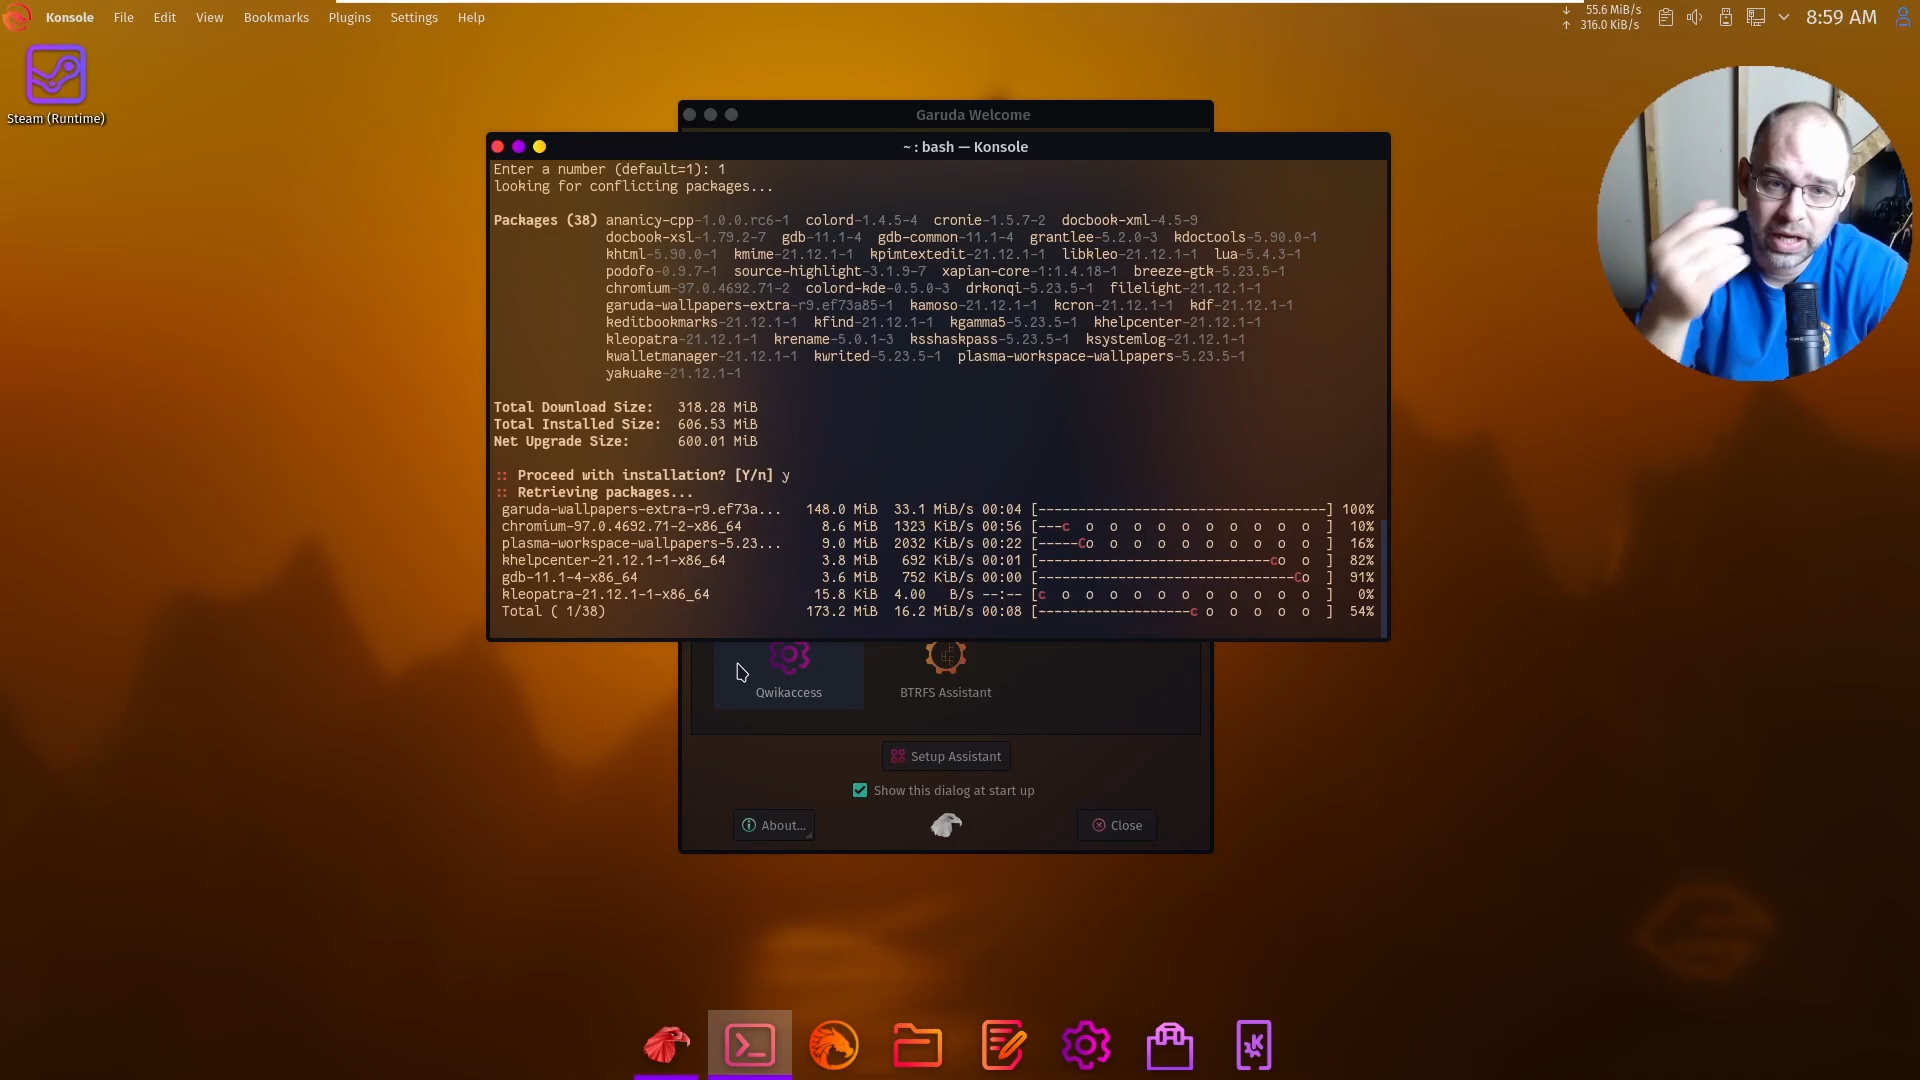 Konsole File Edit View Bookmarks Plugins Settings Help
55.6 MiB/s
316.0 KiB/s
8:59 AM
Steam (Runtime)
Garuda Welcome
~ : bash — Konsole
Enter a number (default=1): 1
looking for conflicting packages...
Packages (38) ananicy-cpp-1.0.0.rc6-1 colord-1.4.5-4 cronie-1.5.7-2 docbook-xml-4.5-9
docbook-xsl-1.79.2-7 gdb-11.1-4 gdb-common-11.1-4 grantlee-5.2.0-3 kdoctools-5.90.0-1
khtml-5.90.0-1 kmime-21.12.1-1 kpimtextedit-21.12.1-1 libkleo-21.12.1-1 lua-5.4.3-1
podofo-0.9.7-1 source-highlight-3.1.9-7 xapian-core-1:1.4.18-1 breeze-gtk-5.23.5-1
chromium-97.0.4692.71-2 colord-kde-0.5.0-3 drkonqi-5.23.5-1 filelight-21.12.1-1
garuda-wallpapers-extra-r9.ef73a85-1 kamoso-21.12.1-1 kcron-21.12.1-1 kdf-21.12.1-1
keditbookmarks-21.12.1-1 kfind-21.12.1-1 kgamma5-5.23.5-1 khelpcenter-21.12.1-1
kleopatra-21.12.1-1 krename-5.0.1-3 ksshaskpass-5.23.5-1 ksystemlog-21.12.1-1
kwalletmanager-21.12.1-1 kwrited-5.23.5-1 plasma-workspace-wallpapers-5.23.5-1
yakuake-21.12.1-1
Total Download Size: 318.28 MiB
Total Installed Size: 606.53 MiB
Net Upgrade Size: 600.01 MiB
:: Proceed with installation? [Y/n] y
:: Retrieving packages...
garuda-wallpapers-extra-r9.ef73a... 148.0 MiB 33.1 MiB/s 00:04 [------------------------------------] 100%
chromium-97.0.4692.71-2-x86_64 8.6 MiB 1323 KiB/s 00:56 [---c o o o o o o o o o o ] 10%
plasma-workspace-wallpapers-5.23... 9.0 MiB 2032 KiB/s 00:22 [-----Co o o o o o o o o o ] 16%
khelpcenter-21.12.1-1-x86_64 3.8 MiB 692 KiB/s 00:01 [-----------------------------co o ] 82%
gdb-11.1-4-x86_64 3.6 MiB 752 KiB/s 00:00 [--------------------------------Co ] 91%
kleopatra-21.12.1-1-x86_64 15.8 KiB 4.00 B/s --:-- [c o o o o o o o o o o o ] 0%
Total ( 1/38) 173.2 MiB 16.2 MiB/s 00:08 [-------------------c o o o o o ] 54%
Qwikaccess BTRFS Assistant
Setup Assistant
Show this dialog at start up
About... Close